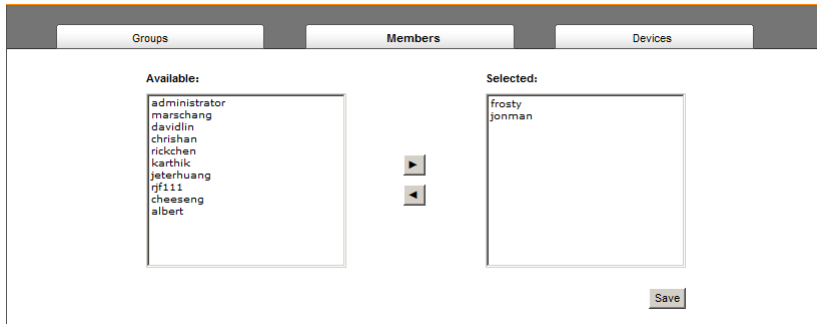 Groups Members Devices
Available: Selected:
administrator
marschang
davidlin
chrishan
rickchen
karthik
jeterhuang
rjf111
cheeseng
albert
frosty
jonman
Save